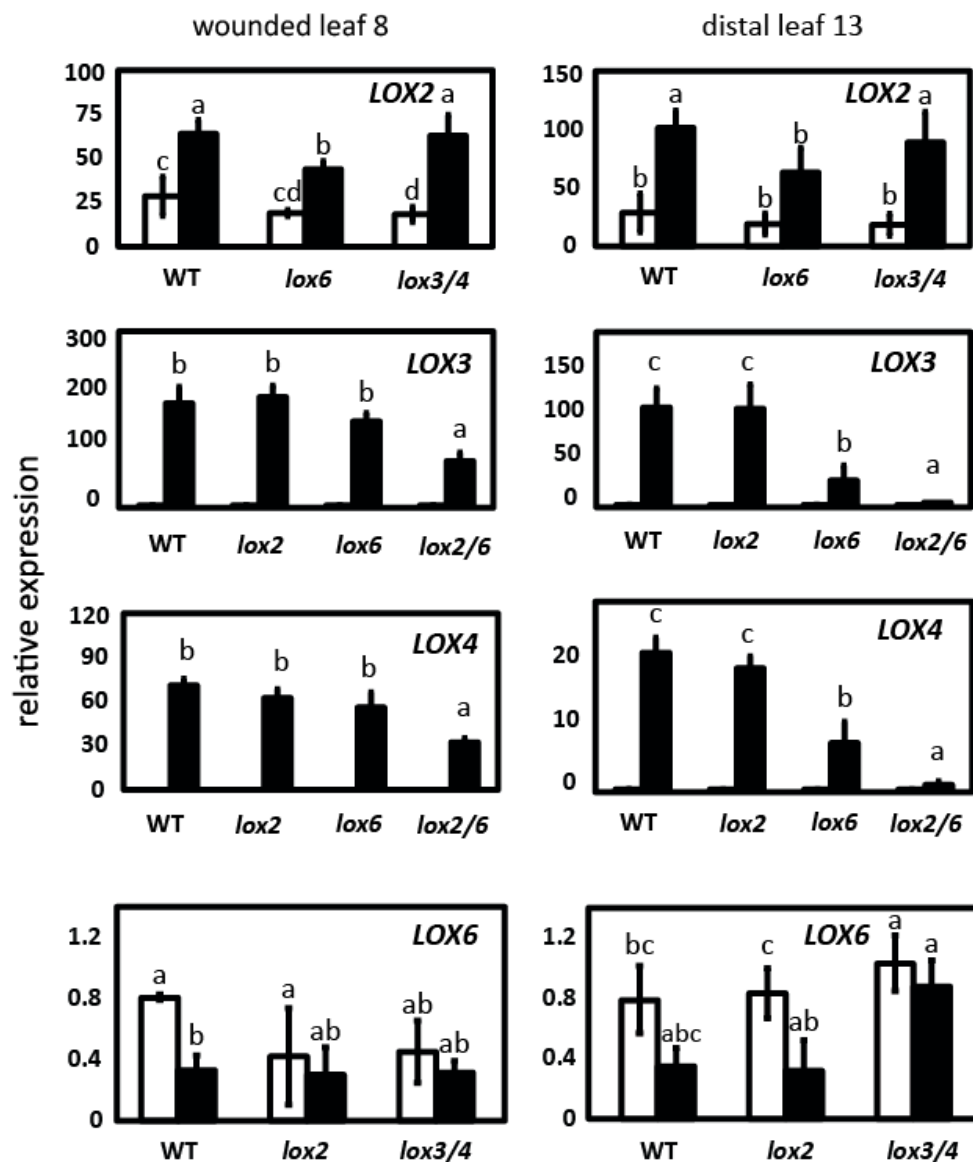 wounded leaf 8
distal leaf 13
relative expression
100
75
50
25
0
LOX2
c
a
cd
b
d
a
WT
lox6
lox3/4
150
100
50
0
LOX2
b
a
b
b
b
a
WT
lox6
lox3/4
300
200
100
0
LOX3
b
b
b
a
WT
lox2
lox6
lox2/6
150
100
50
0
LOX3
c
c
b
a
WT
lox2
lox6
lox2/6
120
90
60
30
0
LOX4
b
b
b
a
WT
lox2
lox6
lox2/6
20
10
0
LOX4
c
c
b
a
WT
lox2
lox6
lox2/6
1.2
0.8
0.4
0
LOX6
a
b
a
ab
ab
ab
WT
lox2
lox3/4
1.2
0.8
0.4
0
LOX6
bc
abc
c
ab
a
a
WT
lox2
lox3/4